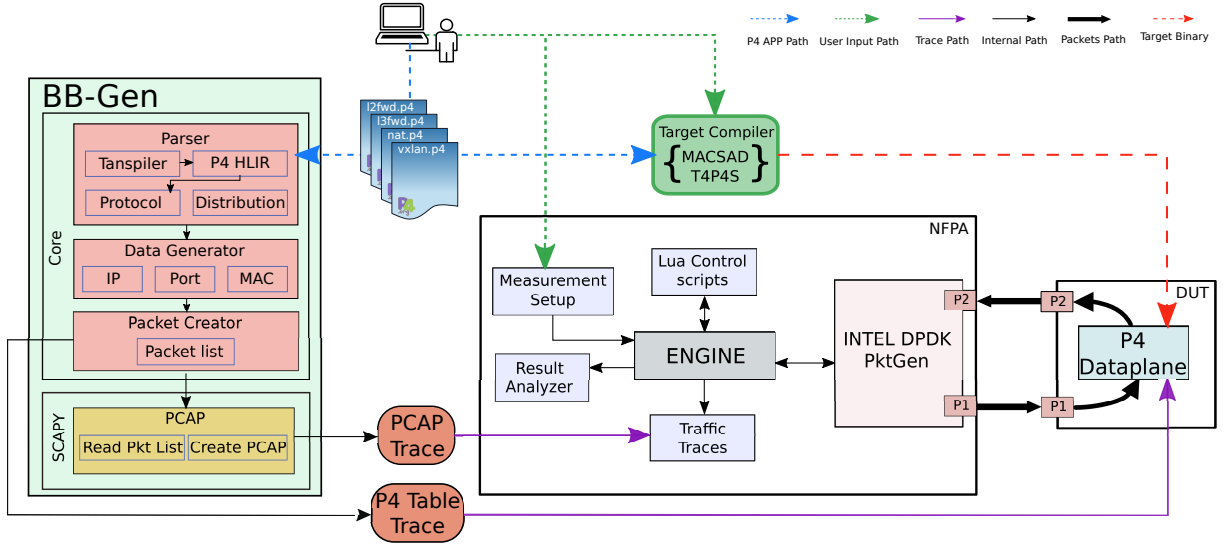 P4 APP Path
User Input Path
Trace Path
Internal Path
Packets Path
Target Binary
BB-Gen
Core
Parser
Tanspiler
P4 HLIR
Protocol
Distribution
Data Generator
IP
Port
MAC
Packet Creator
Packet list
SCAPY
PCAP
Read Pkt List
Create PCAP
l2fwd.p4
l3fwd.p4
nat.p4
vxlan.p4
P4
Target Compiler
{ MACSAD }
T4P4S
NFPA
Measurement
Setup
Lua Control
scripts
ENGINE
Result
Analyzer
Traffic
Traces
INTEL DPDK
PktGen
P2
P1
DUT
P2
P1
P4
Dataplane
PCAP
Trace
P4 Table
Trace